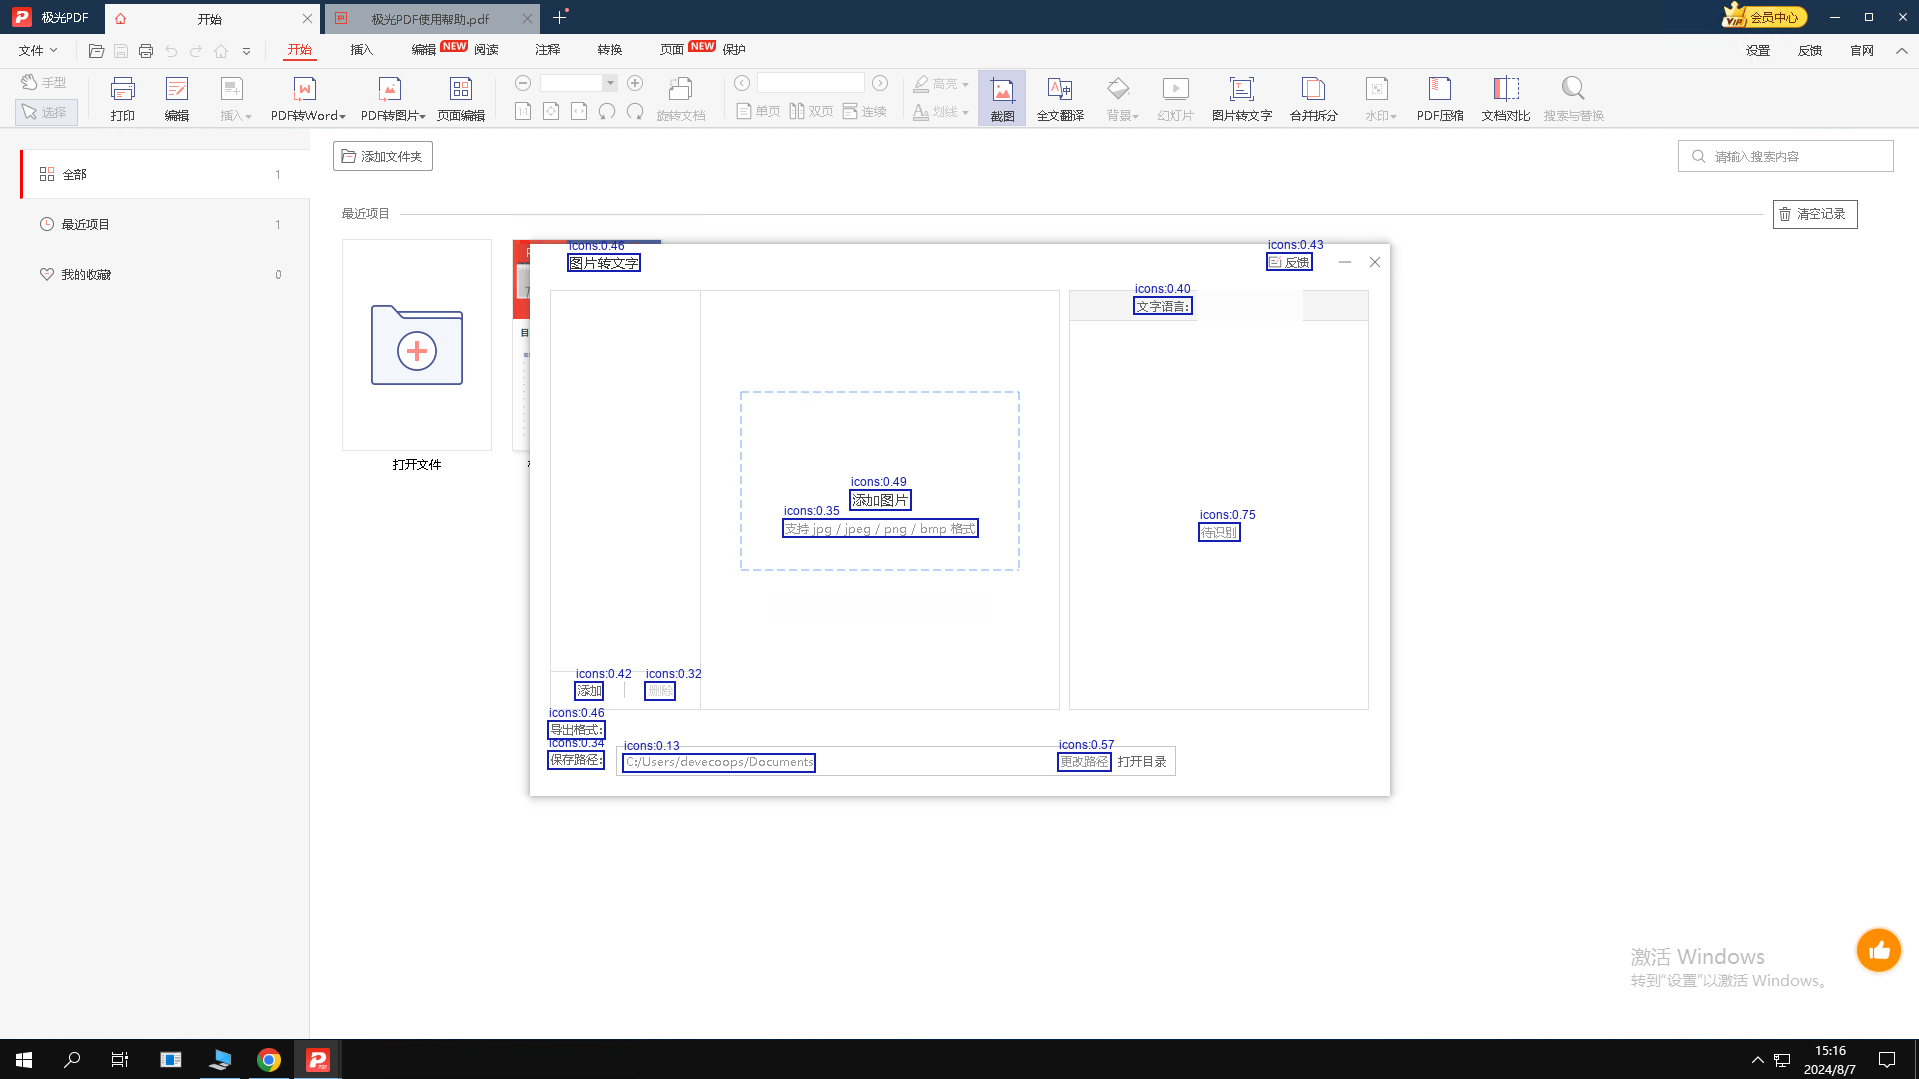 极光PDF
开始
极光PDF使用帮助.pdf
会员中心
文件
开始
插入
编辑
NEW
阅读
注释
转换
页面
NEW
保护
设置
反馈
官网
手型
选择
打印
编辑
插入
PDF转Word
PDF转图片
页面编辑
1:1
旋转文档
单页
双页
连续
高亮
划线
截图
全文翻译
背景
幻灯片
图片转文字
合并拆分
水印
PDF压缩
文档对比
搜索与替换
全部
1
最近项目
1
我的收藏
0
添加文件夹
请输入搜索内容
最近项目
清空记录
打开文件
icons:0.46
图片转文字
icons:0.43
反馈
icons:0.40
文字语言:
icons:0.49
添加图片
icons:0.35
支持 jpg / jpeg / png / bmp 格式
icons:0.75
待识别
icons:0.42
添加
icons:0.32
删除
icons:0.46
导出格式:
icons:0.34
保存路径:
icons:0.13
C:/Users/devecoops/Documents
icons:0.57
更改路径
打开目录
激活 Windows
转到"设置"以激活 Windows。
15:16
2024/8/7